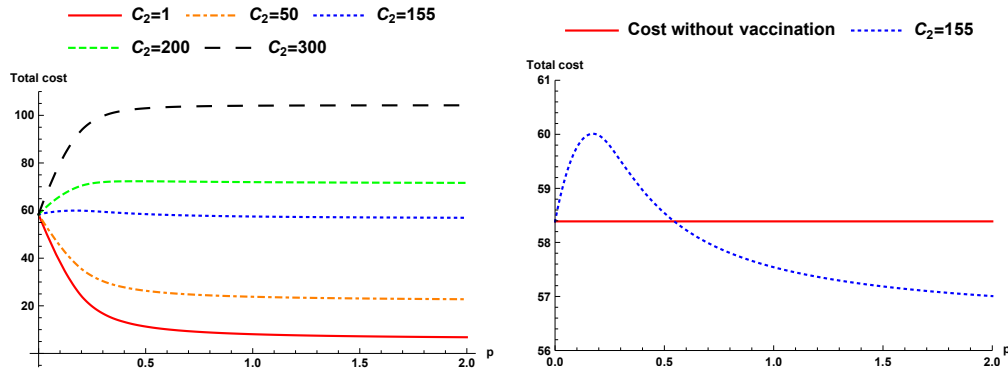 C2=1 C2=50 C2=155
C2=200 C2=300
Total cost
100
80
60
40
20
0.5 1.0 1.5 2.0 p
Cost without vaccination C2=155
Total cost
61
60
59
58
57
56
0.0 0.5 1.0 1.5 2.0 p